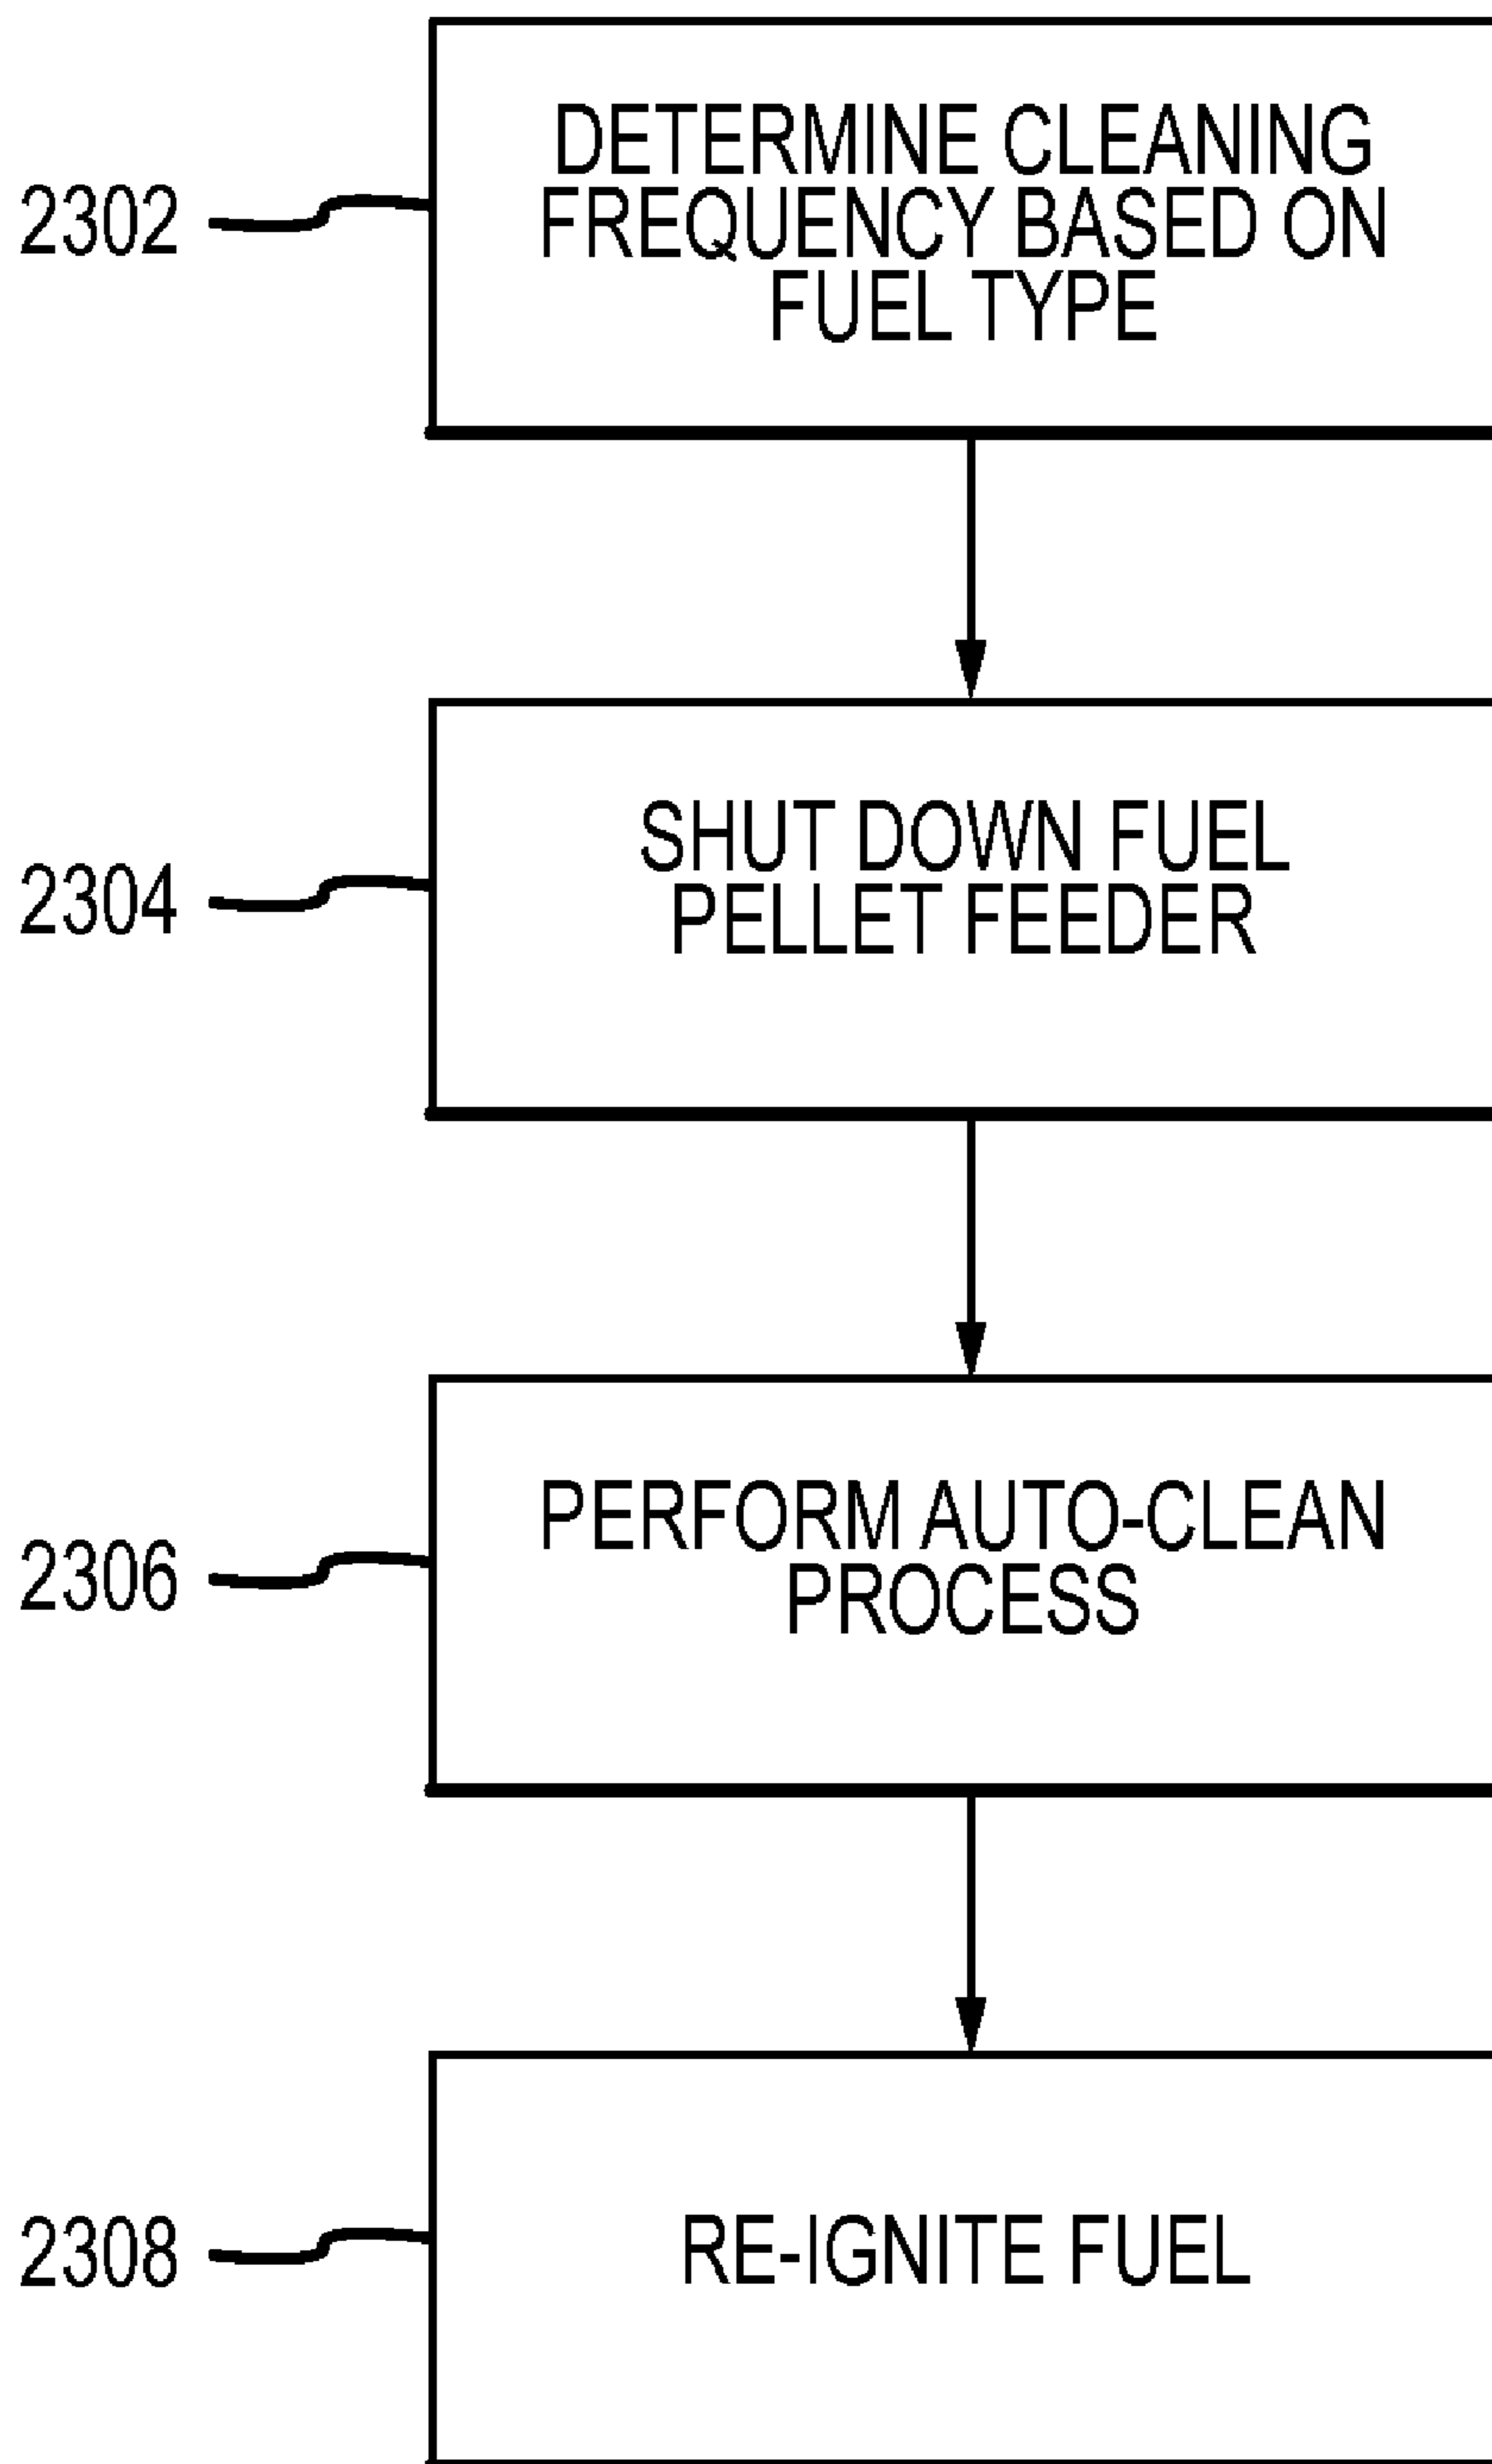 DETERMINE CLEANING
FREQUENCY BASED ON
FUEL TYPE
2302
SHUT DOWN FUEL
PELLET FEEDER
2304
PERFORM AUTO-CLEAN
PROCESS
2306
RE-IGNITE FUEL
2308